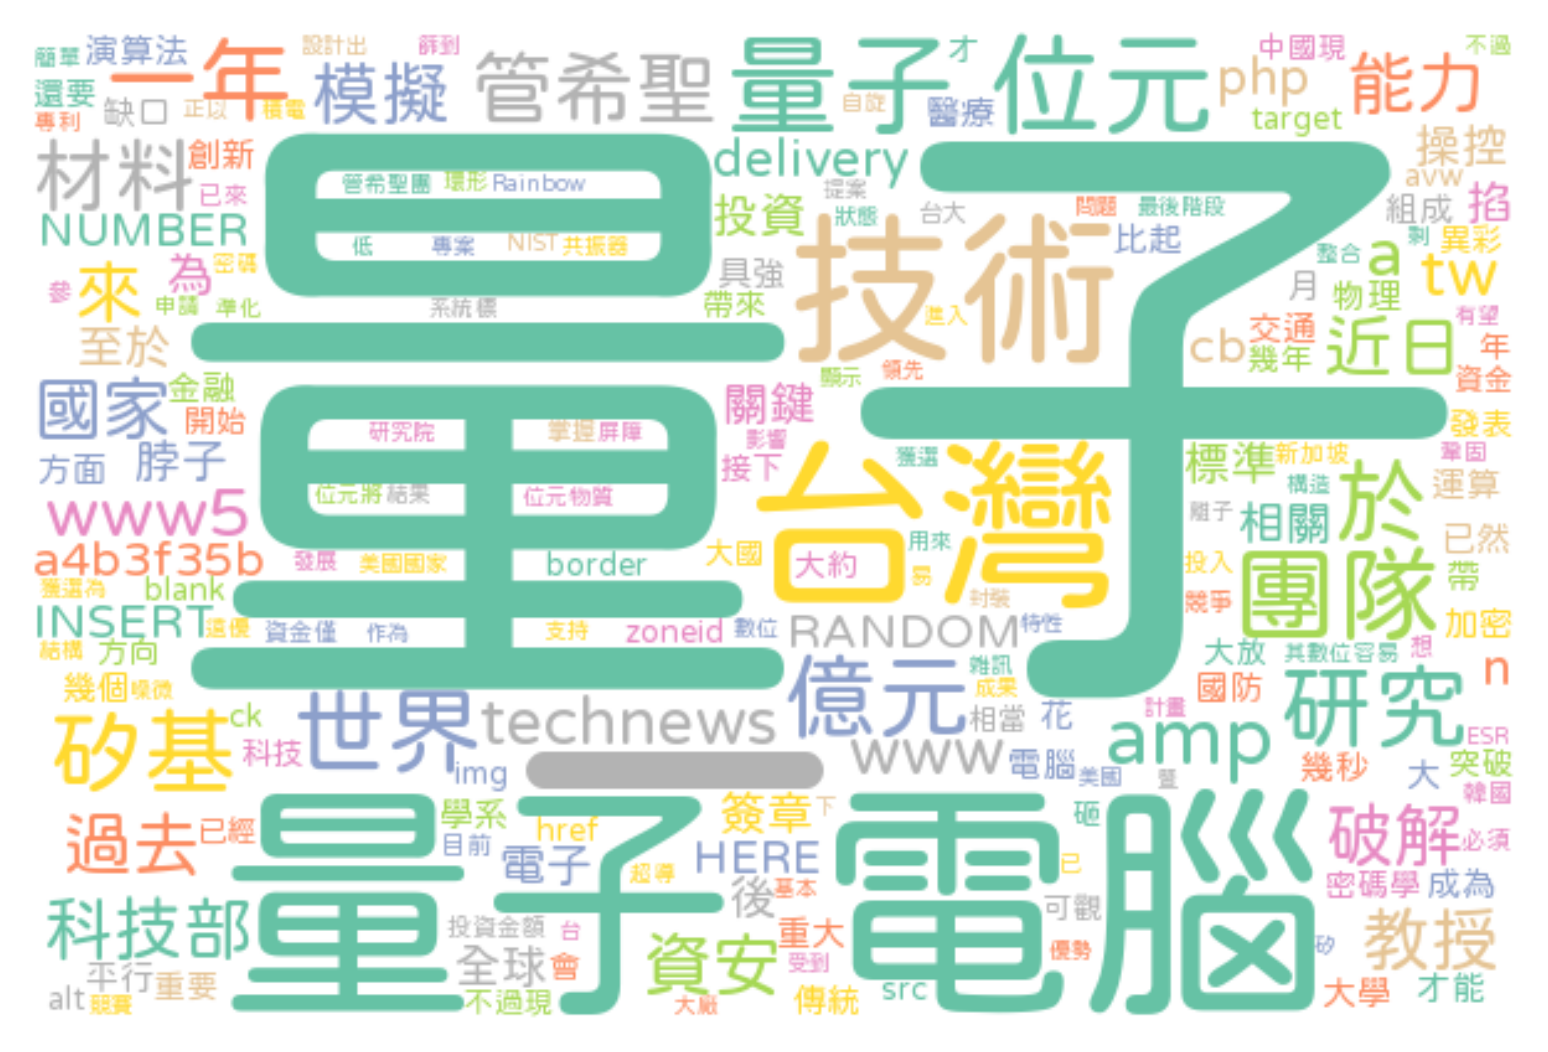 簡單 演算法 一年 設計出 篩到 模擬 管希聖 量子位元 才 自旋 醫療 php target 中國現 能力 不過
還要 缺口 正以 積電
專利
材料 創新 已來 delivery 操控 avw
管希聖團 環形 Rainbow 提案 投資 狀態 台大 問題 最後階段 組成 掐
NUMBER 低 專案 NIST 共振器 技術 比起 整合 a 刺 異彩
參 來 為 密碼 申請 準化 系統標 具強 帶來 進入 月 物理 tw 有望
至於 量子 顯示 領先 cb 交通 幾年 近日 年 資金
國家 金融 開始 關鍵 影響 發表
研究院 掌握 屏障
方面 脖子 接下 獲選 標準 新加坡 鞏固
www5 位元將 結果 位元物質 台灣 離子 構造 相關 於 運算
a4b3f35b 發展 美國國家 border 大國 大約 用來 易 投入 團隊 已然 帶
獲選為 blank 封裝 競爭
INSERT 遠優 資金僅 作為 支持 zoneid 數位 RANDOM 特性 加密
結構 方向 大放 其數位容易 想
幾個 噪微 億元 雜訊 成果 國防 研究 n
矽基 ck 科技 世界 technews 相當 花 計畫 amp ESR
img www 電腦 美國 暨 幾秒 大 突破 韓國
過去 已經 學系 目前 href 簽章 下 砸 破解 必須
量子電腦 電子 超導 HERE 已 密碼學 成為
科技部 投資金額 台 後 基本 可觀 教授
平行 重要 全球 會 資安 重大 受到 優勢 矽
alt 競賽 不過現 大廠 傳統 src 大學 才能